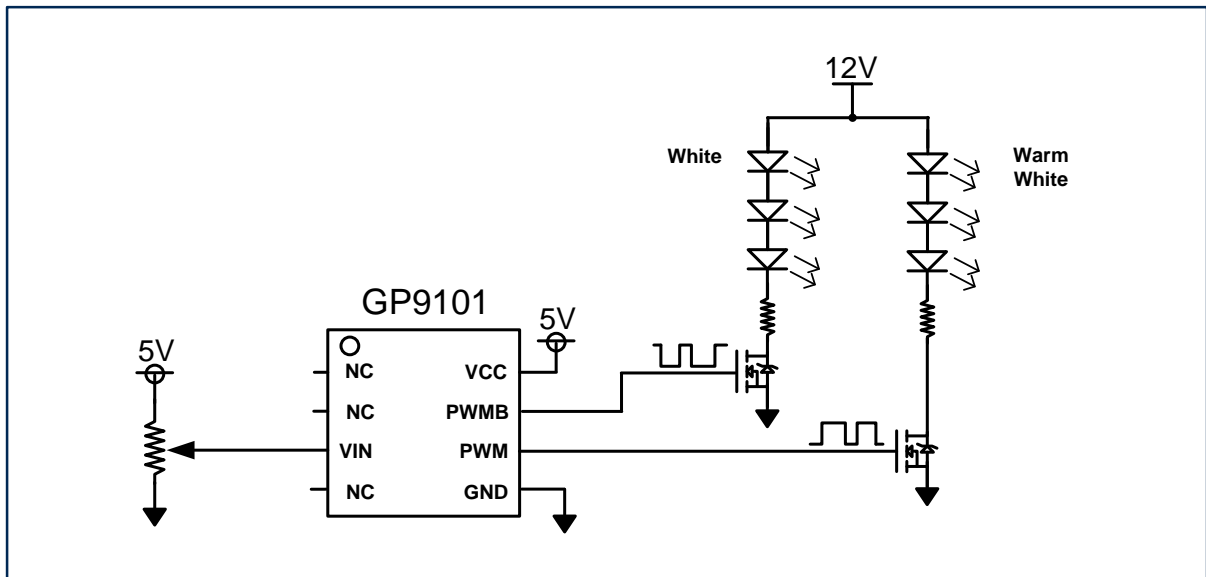 12V
White
Warm
White
GP9101
5V
5V
NC
VCC
NC
PWMB
VIN
PWM
NC
GND